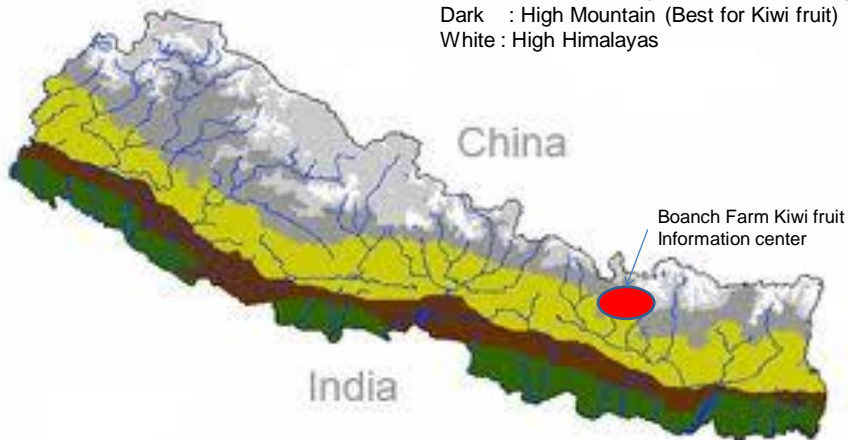 Dark : High Mountain (Best for Kiwi fruit)
White : High Himalayas
China
Boanch Farm Kiwi fruit
Information center
India